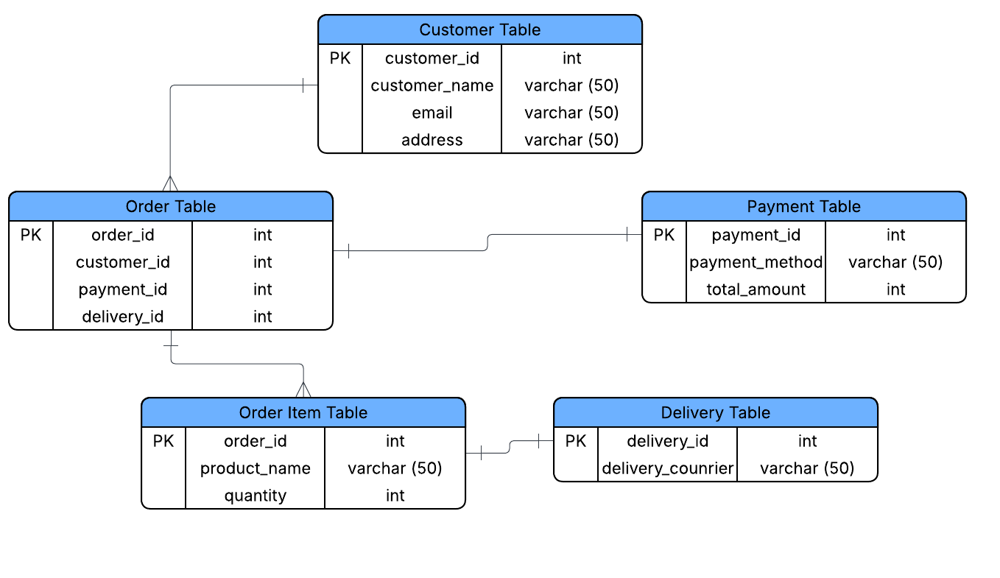 Customer Table
PK customer_id int
customer_name varchar (50)
email varchar (50)
address varchar (50)
Order Table
PK order_id int
customer_id int
payment_id int
delivery_id int
Payment Table
PK payment_id int
payment_method varchar (50)
total_amount int
Order Item Table
PK order_id int
product_name varchar (50)
quantity int
Delivery Table
PK delivery_id int
delivery_counrier varchar (50)